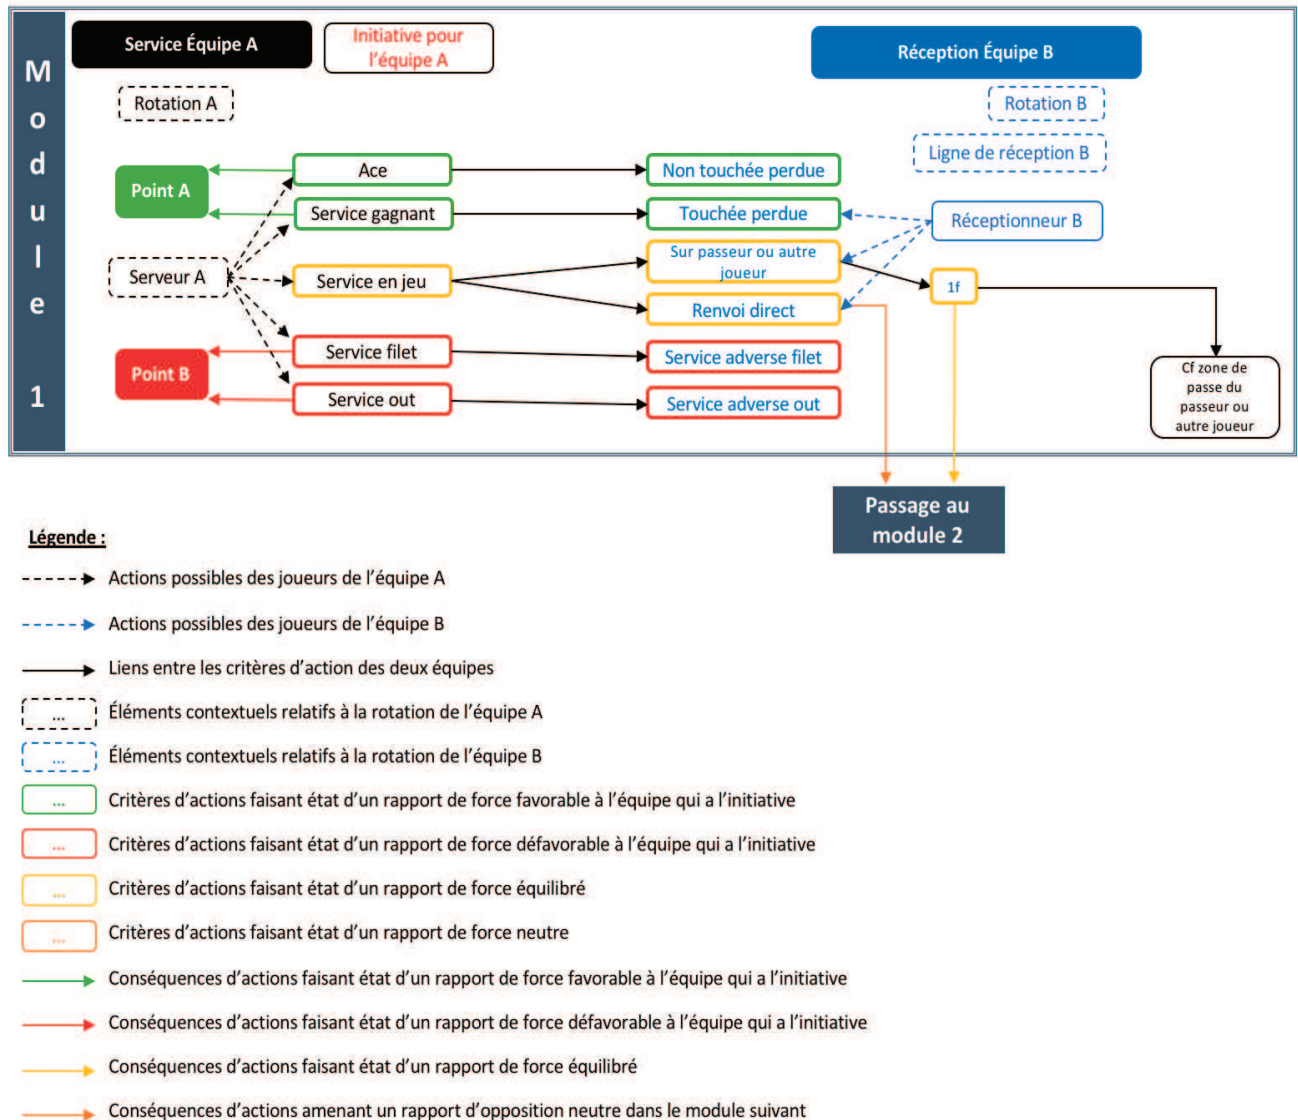 Module 1
Service Équipe A
Initiative pour
l'équipe A
Réception Équipe B
Rotation A
Rotation B
Ligne de réception B
Point A
Ace
Non touchée perdue
Service gagnant
Touchée perdue
Réceptionneur B
Serveur A
Service en jeu
Sur passeur ou autre
joueur
1f
Renvoi direct
Point B
Service filet
Service adverse filet
Service out
Service adverse out
Cf zone de
passe du
passeur ou
autre joueur
Passage au
module 2
Légende :
Actions possibles des joueurs de l'équipe A
Actions possibles des joueurs de l'équipe B
Liens entre les critères d'action des deux équipes
... Éléments contextuels relatifs à la rotation de l'équipe A
... Éléments contextuels relatifs à la rotation de l'équipe B
... Critères d'actions faisant état d'un rapport de force favorable à l'équipe qui a l'initiative
... Critères d'actions faisant état d'un rapport de force défavorable à l'équipe qui a l'initiative
... Critères d'actions faisant état d'un rapport de force équilibré
... Critères d'actions faisant état d'un rapport de force neutre
Conséquences d'actions faisant état d'un rapport de force favorable à l'équipe qui a l'initiative
Conséquences d'actions faisant état d'un rapport de force défavorable à l'équipe qui a l'initiative
Conséquences d'actions faisant état d'un rapport de force équilibré
Conséquences d'actions amenant un rapport d'opposition neutre dans le module suivant